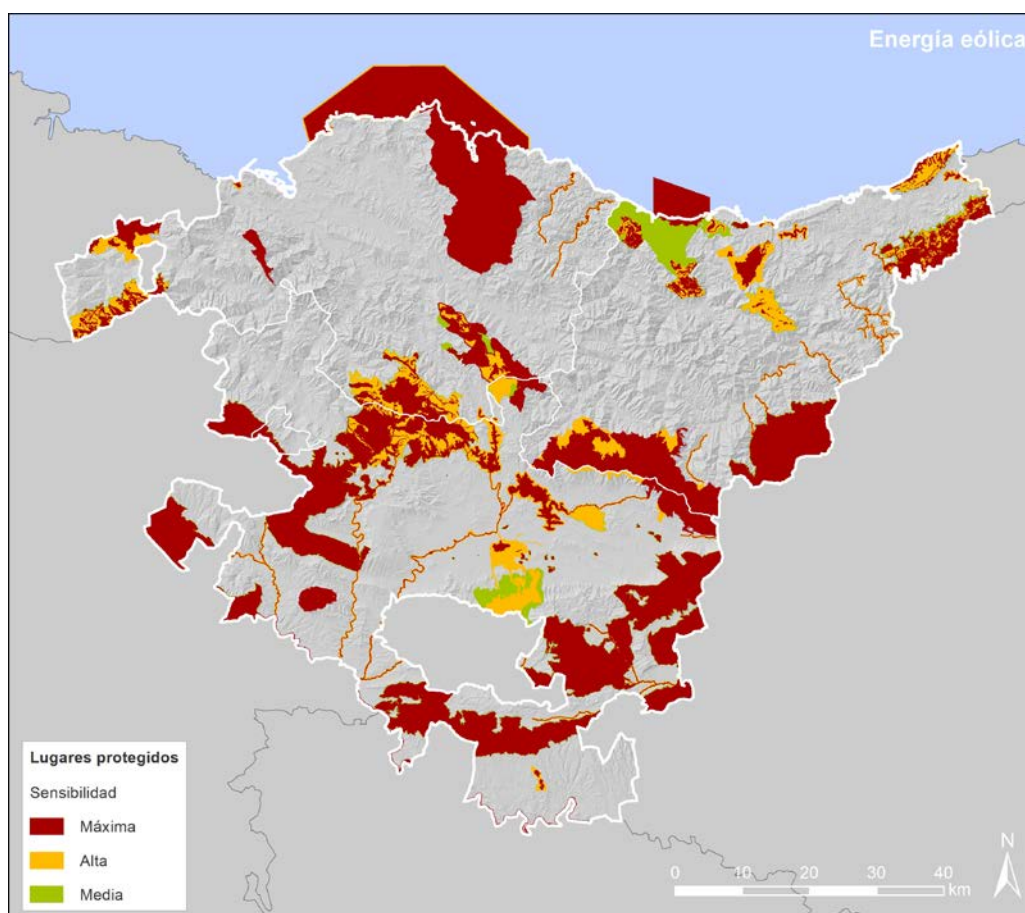 Energía eólica
Lugares protegidos
Sensibilidad
Máxima
Alta
Media
N
0 10 20 30 40
km